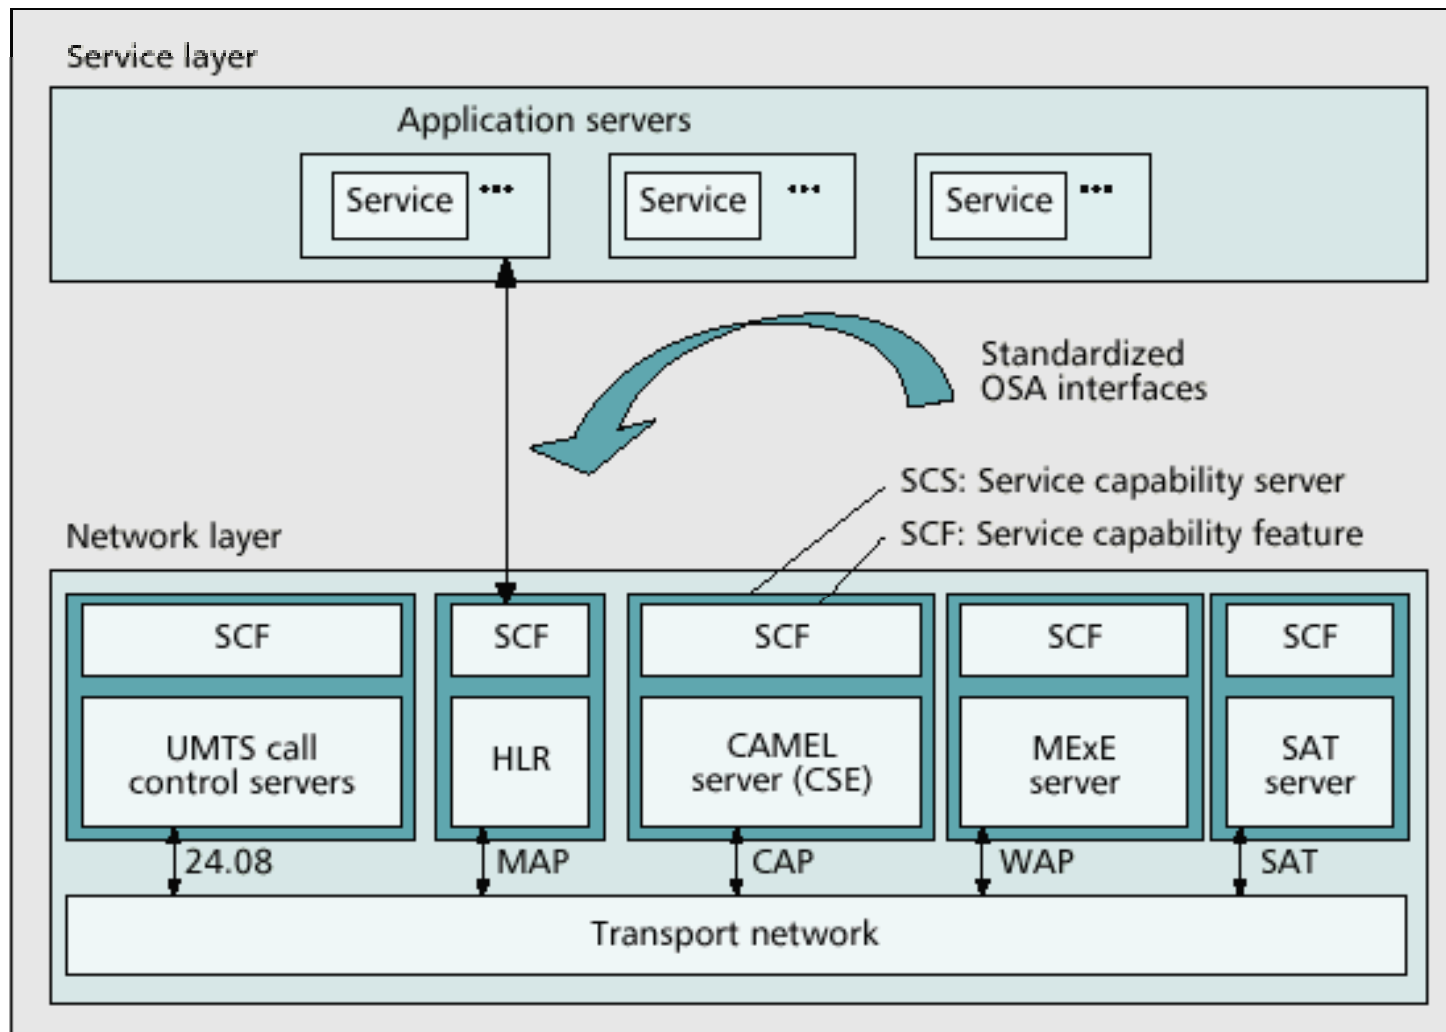 Service layer
Application servers
Service ...
Service ...
Service ...
Standardized
OSA interfaces
SCS: Service capability server
SCF: Service capability feature
Network layer
SCF
SCF
SCF
SCF
SCF
UMTS call
control servers
HLR
CAMEL
server (CSE)
MExE
server
SAT
server
24.08
MAP
CAP
WAP
SAT
Transport network